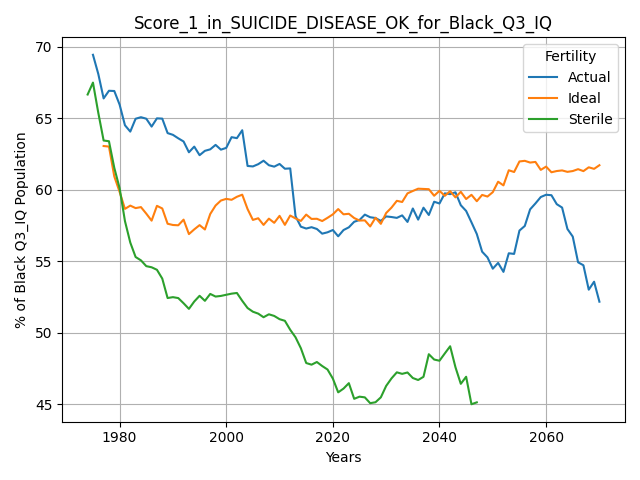 Score_1_in_SUICIDE_DISEASE_OK_for_Black_Q3_IQ
Fertility
Actual
Ideal
Sterile
% of Black Q3_IQ Population
70
65
60
55
50
45
1980
2000
2020
2040
2060
Years